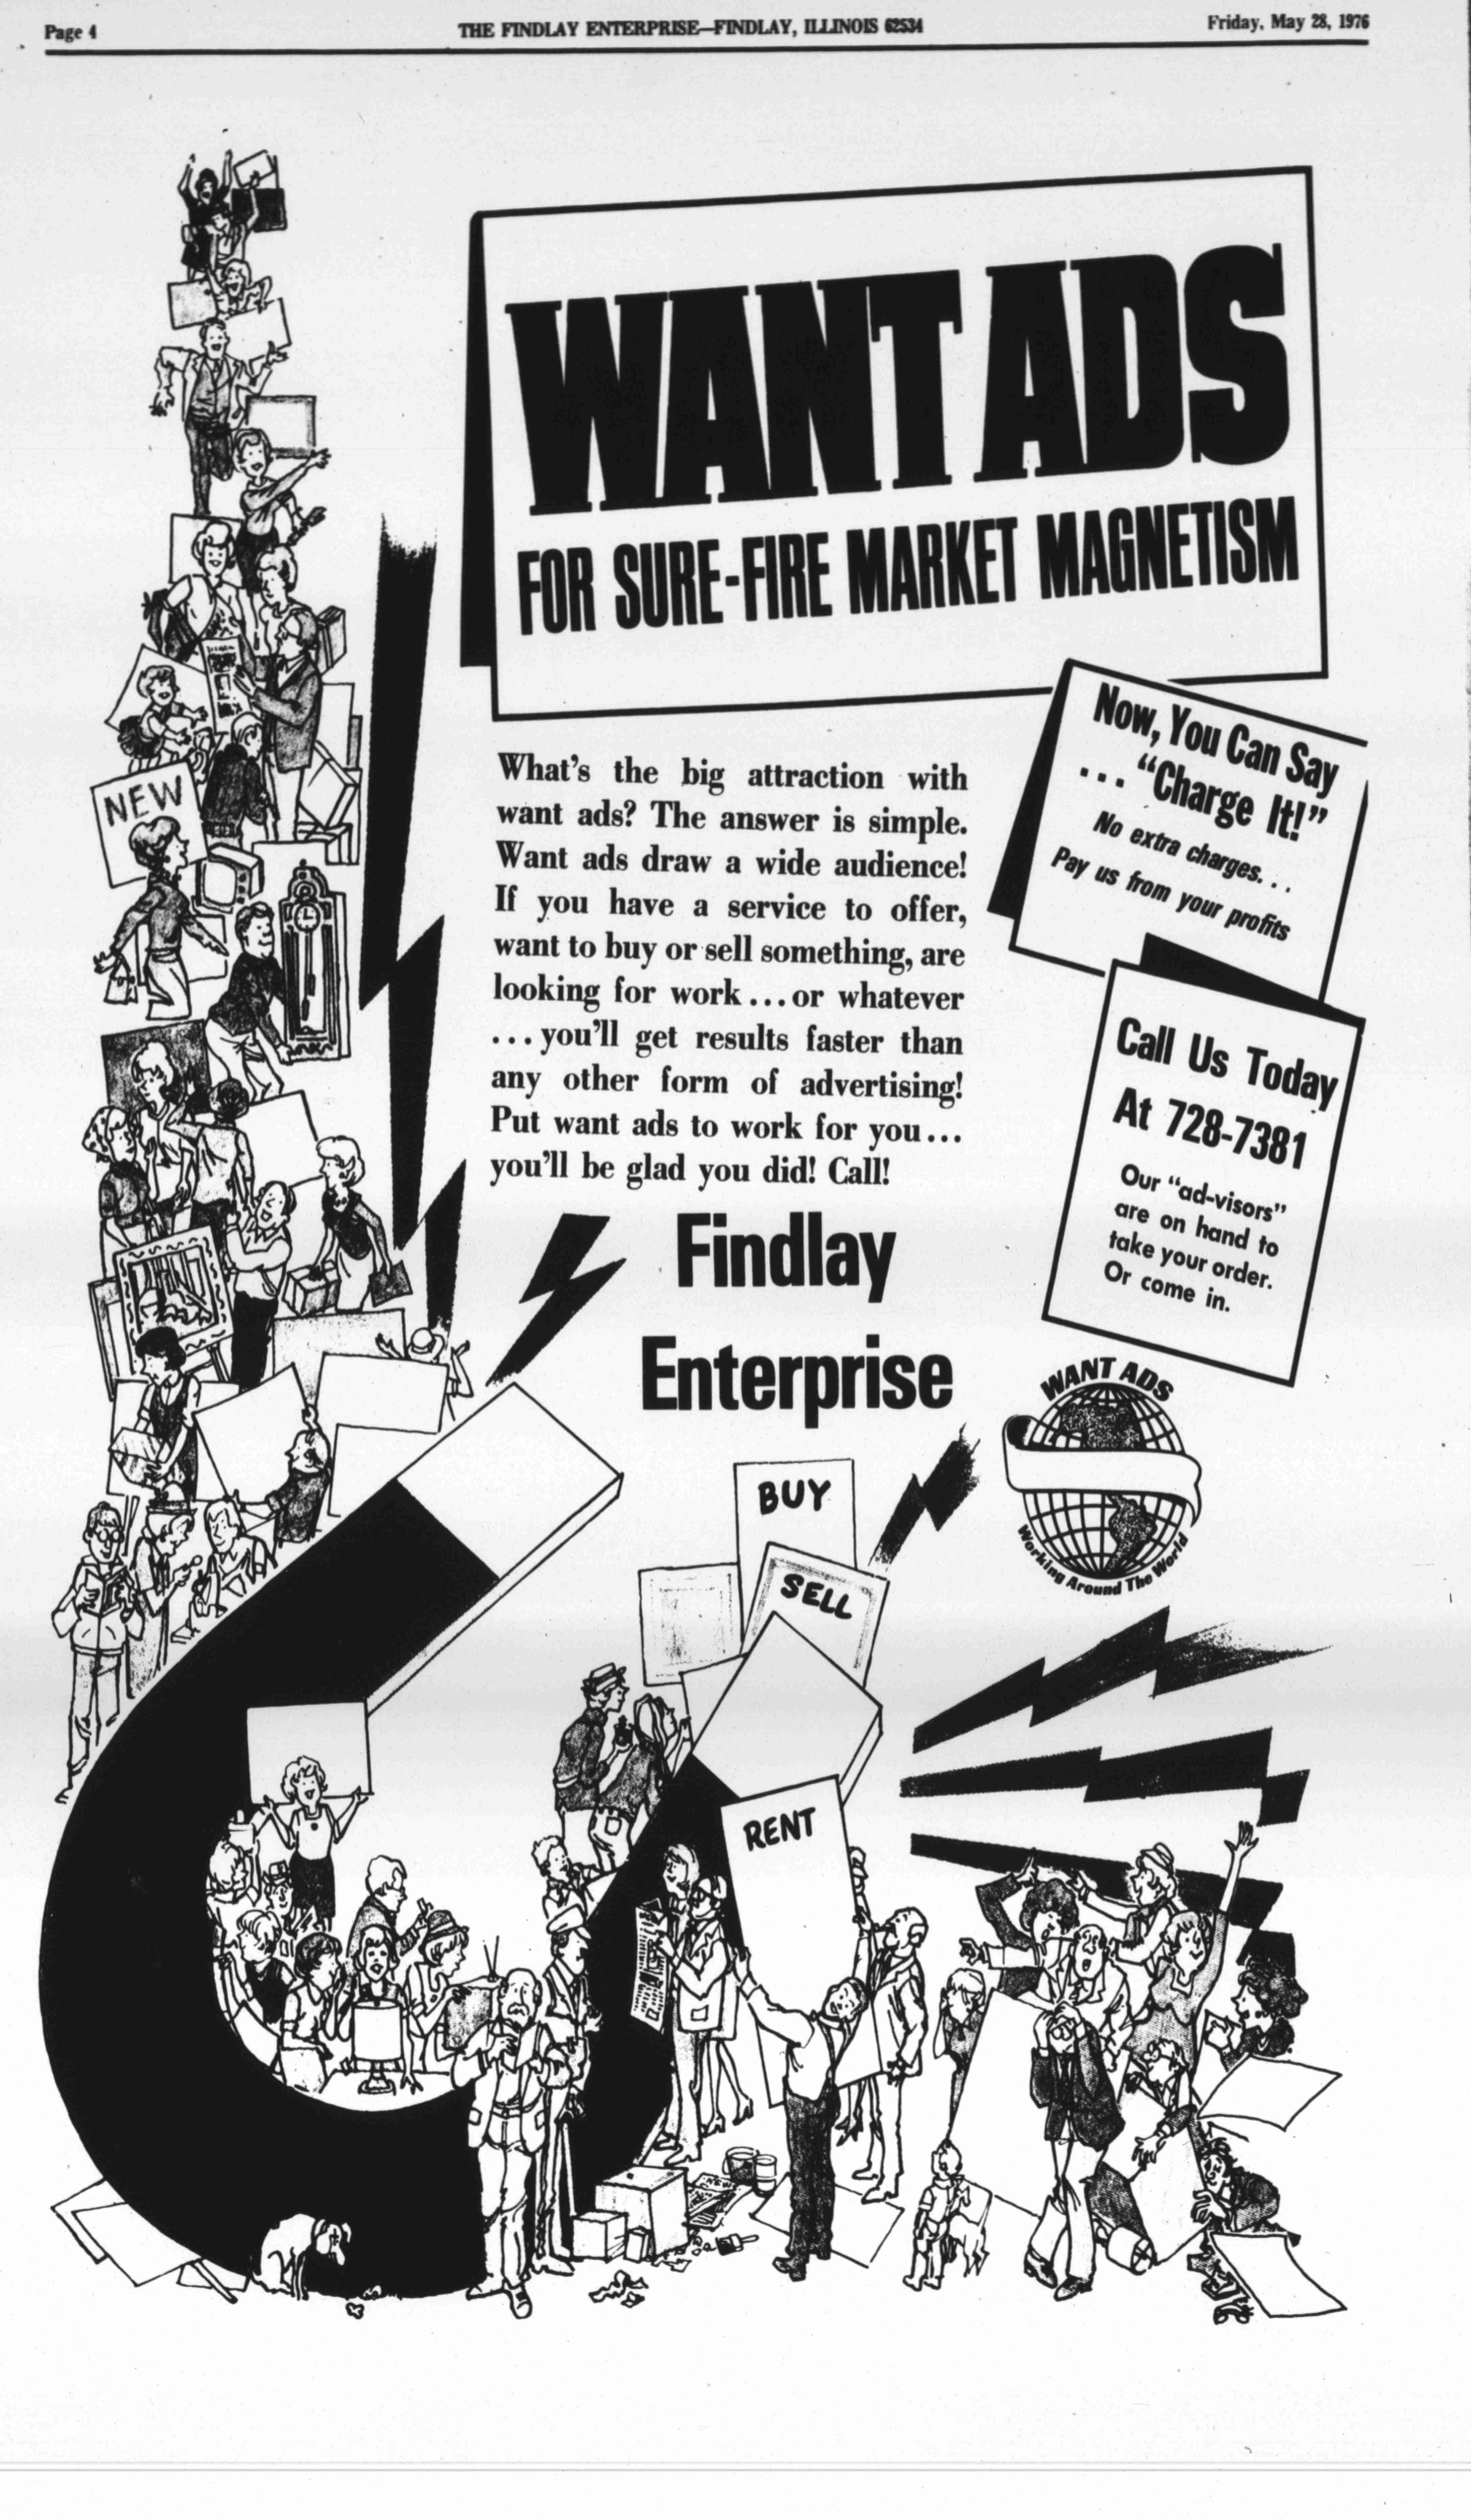 Page 4
THE FINDLAY ENTERPRISE—FINDLAY, ILLINOIS 62534
Friday, May 28, 1976
WANT ADS
FOR SURE-FIRE MARKET MAGNETISM
Now, You Can Say
... “Charge It!”
No extra charges...
Pay us from your profits
What's the big attraction with
want ads? The answer is simple.
Want ads draw a wide audience!
If you have a service to offer,
want to buy or sell something, are
looking for work...or whatever
...you'll get results faster than
any other form of advertising!
Put want ads to work for you...
you'll be glad you did! Call!
Call Us Today
At 728-7381
Our “ad-visors”
are on hand to
take your order.
Or come in.
Findlay
Enterprise
WANT ADS
Working Around The World
NEW
BUY
SELL
RENT